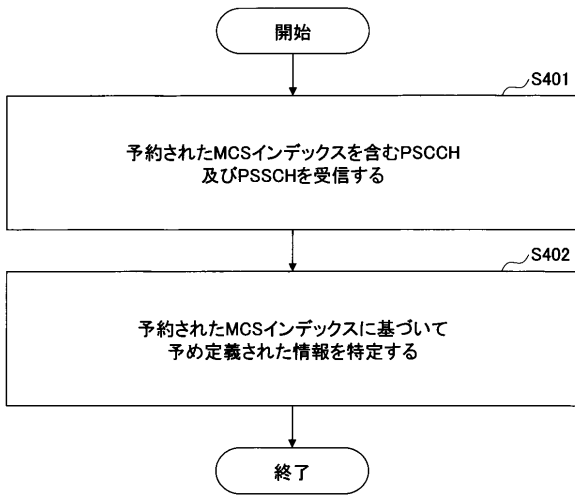 開始
S401
予約されたMCSインデックスを含むPSCCH
及びPSSCHを受信する
S402
予約されたMCSインデックスに基づいて
予め定義された情報を特定する
終了